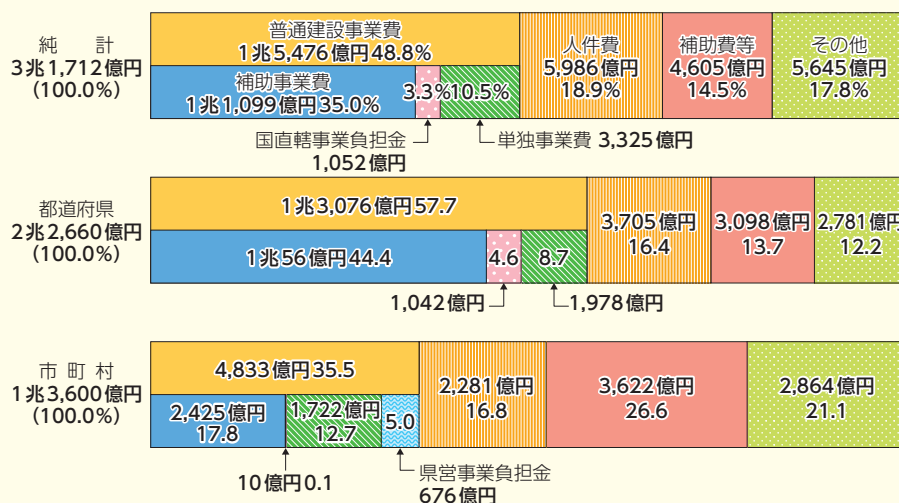 純　計
3兆1,712億円
(100.0%)
普通建設事業費
1兆5,476億円48.8%
補助事業費
1兆1,099億円35.0%
3.3%
10.5%
人件費
5,986億円
18.9%
補助費等
4,605億円
14.5%
その他
5,645億円
17.8%
国直轄事業負担金
1,052億円
単独事業費 3,325億円
都道府県
2兆2,660億円
(100.0%)
1兆3,076億円57.7
1兆56億円44.4
4.6
8.7
3,705億円
16.4
3,098億円
13.7
2,781億円
12.2
1,042億円
1,978億円
市町村
1兆3,600億円
(100.0%)
4,833億円35.5
2,425億円
17.8
1,722億円
12.7
5.0
2,281億円
16.8
3,622億円
26.6
2,864億円
21.1
10億円0.1
県営事業負担金
676億円